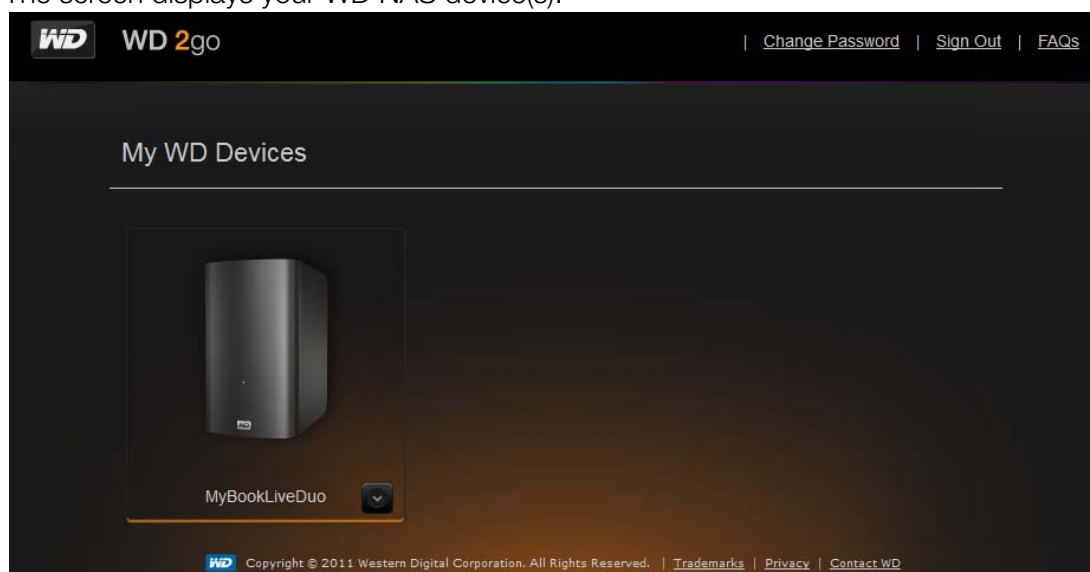 The screen displays your WD NAS device(s).
WD WD 2go | Change Password | Sign Out | FAQs
My WD Devices
WD
MyBookLiveDuo
WD Copyright © 2011 Western Digital Corporation. All Rights Reserved. | Trademarks | Privacy | Contact WD